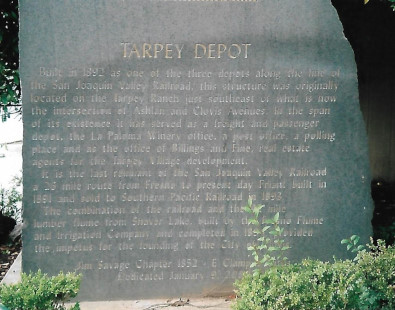 TARPEY DEPOT
Built in 1892 as one of the three depots along the line of
the San Joaquin Valley Railroad, this structure was originally
located on the Tarpey Ranch just southeast of what is now
the intersection of Ashlan and Clovis Avenues. In the span
of its existence it has served as a freight and passenger
depot, the La Paloma Winery office, a post office, a polling
place and as the office of Billings and Fine, real estate
agents for the Tarpey Village development.
It is the last remnant of the San Joaquin Valley Railroad
a 26 mile route from Fresno to present day Friant built in
1891 and sold to Southern Pacific Railroad in
The combination of the railroad and the
lumber flume from Shaver Lake, built by the Flume
and Irrigation Company and completed in
the impetus for the founding of the City
Jim Savage Chapter 1852 - E Clam
Dedicated January